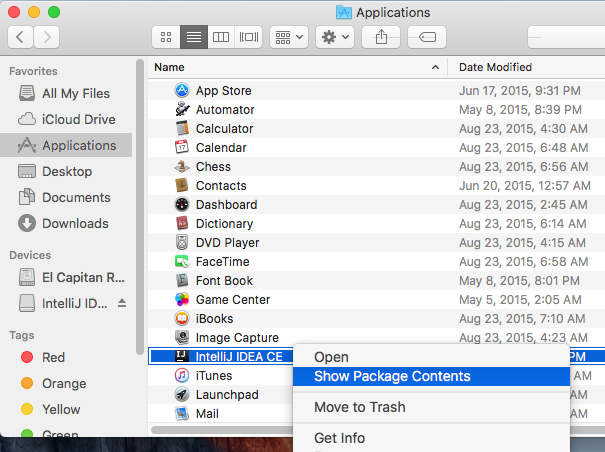 Applications
Favorites
All My Files
iCloud Drive
Applications
Desktop
Documents
Downloads
Devices
El Capitan R...
IntelliJ ID...
Tags
Red
Orange
Yellow
Green
Name Date Modified
App Store Jun 17, 2015, 9:31 PM
Automator May 8, 2015, 8:39 PM
Calculator Aug 23, 2015, 4:30 AM
Calendar Aug 23, 2015, 6:48 AM
Chess Aug 23, 2015, 6:56 AM
Contacts Jun 20, 2015, 12:57 AM
Dashboard Aug 23, 2015, 2:45 AM
Dictionary Aug 23, 2015, 6:14 AM
DVD Player Aug 23, 2015, 4:15 AM
FaceTime Aug 23, 2015, 6:58 AM
Font Book May 8, 2015, 8:01 PM
Game Center May 5, 2015, 2:05 AM
iBooks Aug 23, 2015, 7:10 AM
Image Capture Aug 23, 2015, 4:23 AM
IntelliJ IDEA CE PM
iTunes AM
Launchpad AM
Mail AM
Open
Show Package Contents
Move to Trash
Get Info